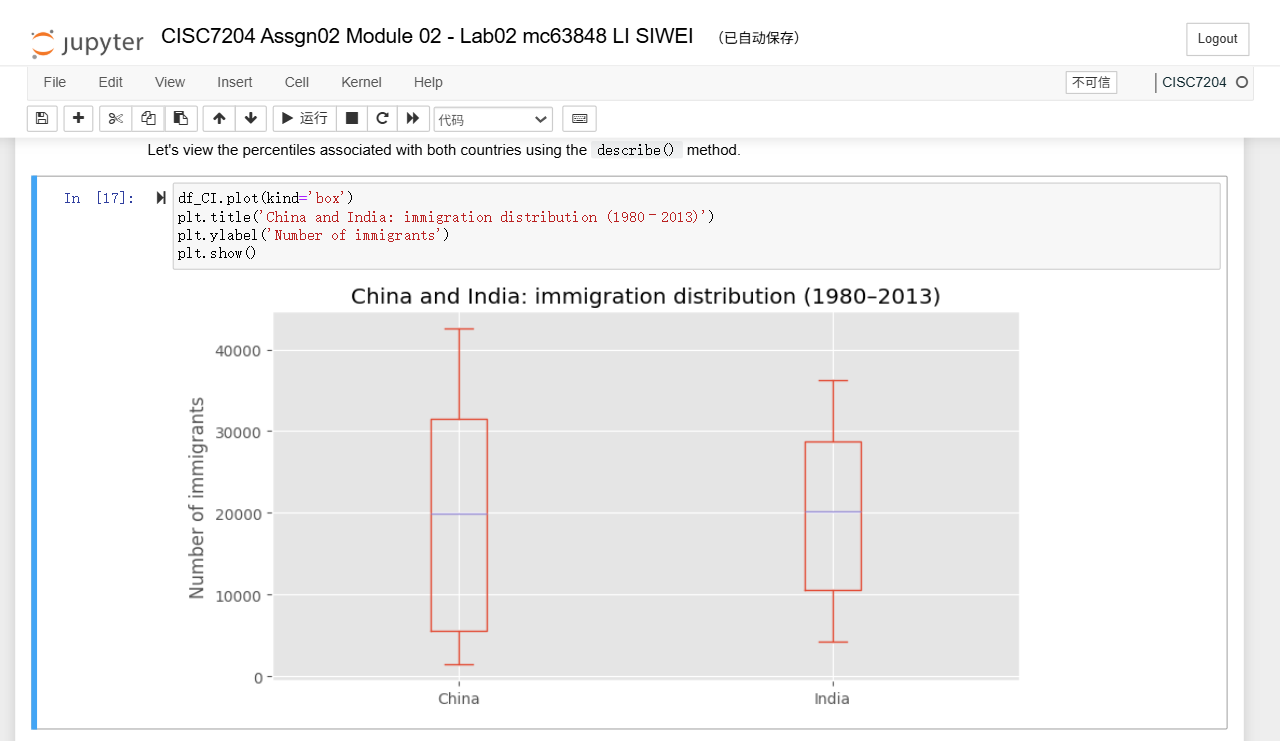 jupyter CISC7204 Assgn02 Module 02 - Lab02 mc63848 LI SIWEI （已自动保存） Logout
File Edit View Insert Cell Kernel Help 不可信 CISC7204
运行 代码
Let's view the percentiles associated with both countries using the describe() method.
In [17]: df_CI.plot(kind='box')
plt.title('China and India: immigration distribution (1980–2013)')
plt.ylabel('Number of immigrants')
plt.show()
China and India: immigration distribution (1980–2013)
Number of immigrants
40000
30000
20000
10000
0
China India